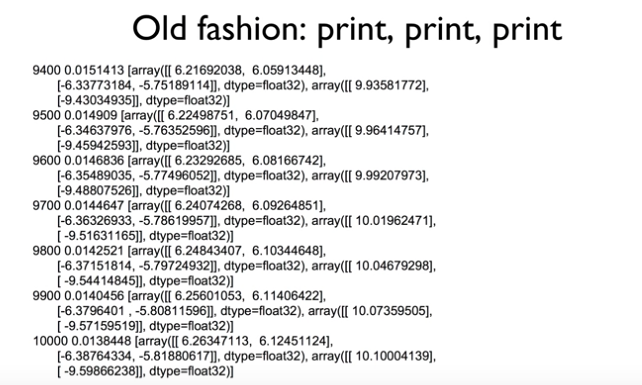 Old fashion: print, print, print
9400 0.0151413 [array([[ 6.21692038, 6.05913448],
[-6.33773184, -5.75189114]], dtype=float32), array([[ 9.93581772],
[-9.43034935]], dtype=float32)]
9500 0.014909 [array([[ 6.22498751, 6.07049847],
[-6.34637976, -5.76352596]], dtype=float32), array([[ 9.96414757],
[-9.45942593]], dtype=float32)]
9600 0.0146836 [array([[ 6.23292685, 6.08166742],
[-6.35489035, -5.77496052]], dtype=float32), array([[ 9.99207973],
[-9.48807526]], dtype=float32)]
9700 0.0144647 [array([[ 6.24074268, 6.09264851],
[-6.36326933, -5.78619957]], dtype=float32), array([[ 10.01962471],
[ -9.51631165]], dtype=float32)]
9800 0.0142521 [array([[ 6.24843407, 6.10344648],
[-6.37151814, -5.79724932]], dtype=float32), array([[ 10.04679298],
[ -9.54414845]], dtype=float32)]
9900 0.0140456 [array([[ 6.25601053, 6.11406422],
[-6.3796401 , -5.80811596]], dtype=float32), array([[ 10.07359505],
[ -9.57159519]], dtype=float32)]
10000 0.0138448 [array([[ 6.26347113, 6.12451124],
[-6.38764334, -5.81880617]], dtype=float32), array([[ 10.10004139],
[ -9.59866238]], dtype=float32)]